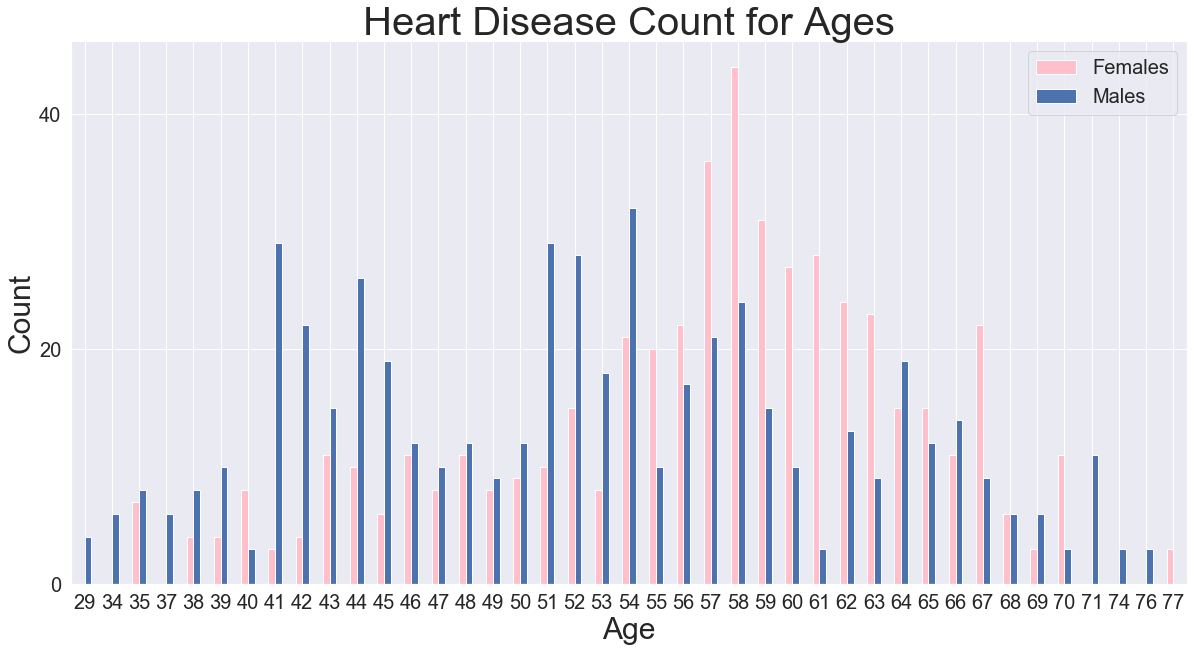 Heart Disease Count for Ages
Females
Males
40
20
0
Count
29 34 35 37 38 39 40 41 42 43 44 45 46 47 48 49 50 51 52 53 54 55 56 57 58 59 60 61 62 63 64 65 66 67 68 69 70 71 74 76 77
Age